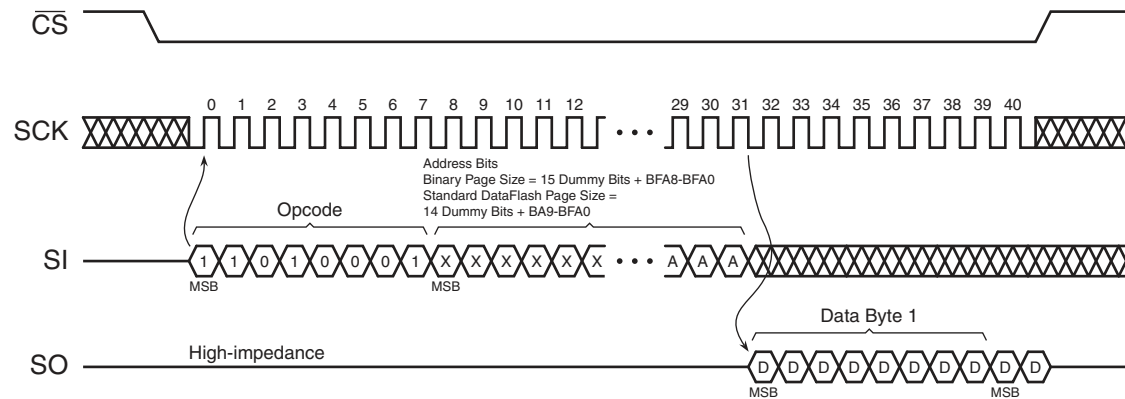 CS
SCK
0 1 2 3 4 5 6 7 8 9 10 11 12 29 30 31 32 33 34 35 36 37 38 39 40
Address Bits
Binary Page Size = 15 Dummy Bits + BFA8-BFA0
Standard DataFlash Page Size =
14 Dummy Bits + BA9-BFA0
Opcode
SI
1 1 0 1 0 0 0 1 X X X X X X • • • A A A
MSB MSB
Data Byte 1
High-impedance
SO
D D D D D D D D D D
MSB MSB